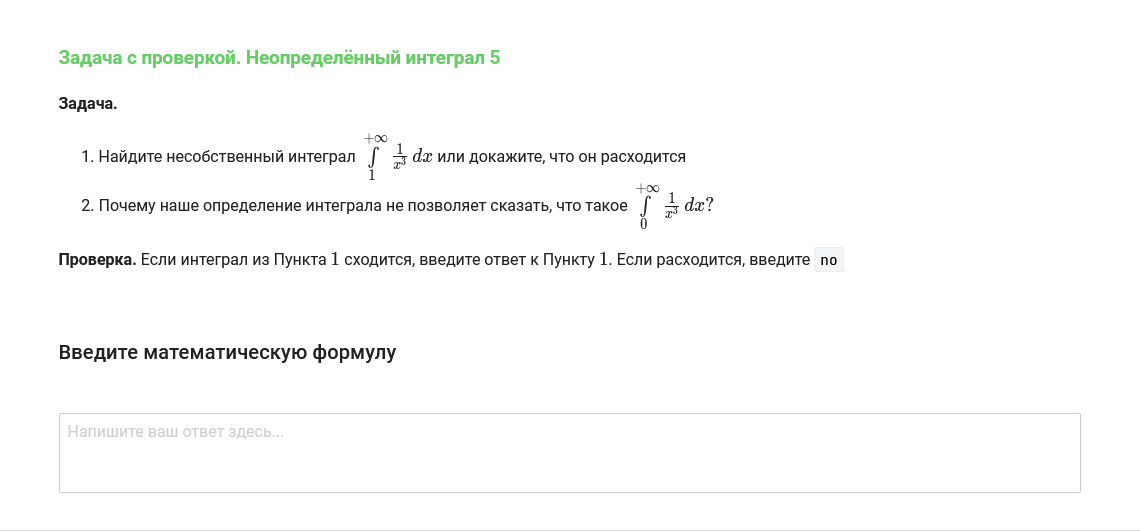 Задача с проверкой. Неопределённый интеграл 5
Задача.
1. Найдите несобственный интеграл $\int\limits_{1}^{+\infty} \frac{1}{x^3}\, dx$ или докажите, что он расходится
2. Почему наше определение интеграла не позволяет сказать, что такое $\int\limits_{0}^{+\infty} \frac{1}{x^3}\, dx?$
Проверка. Если интеграл из Пункта 1 сходится, введите ответ к Пункту 1. Если расходится, введите no
Введите математическую формулу
Напишите ваш ответ здесь...